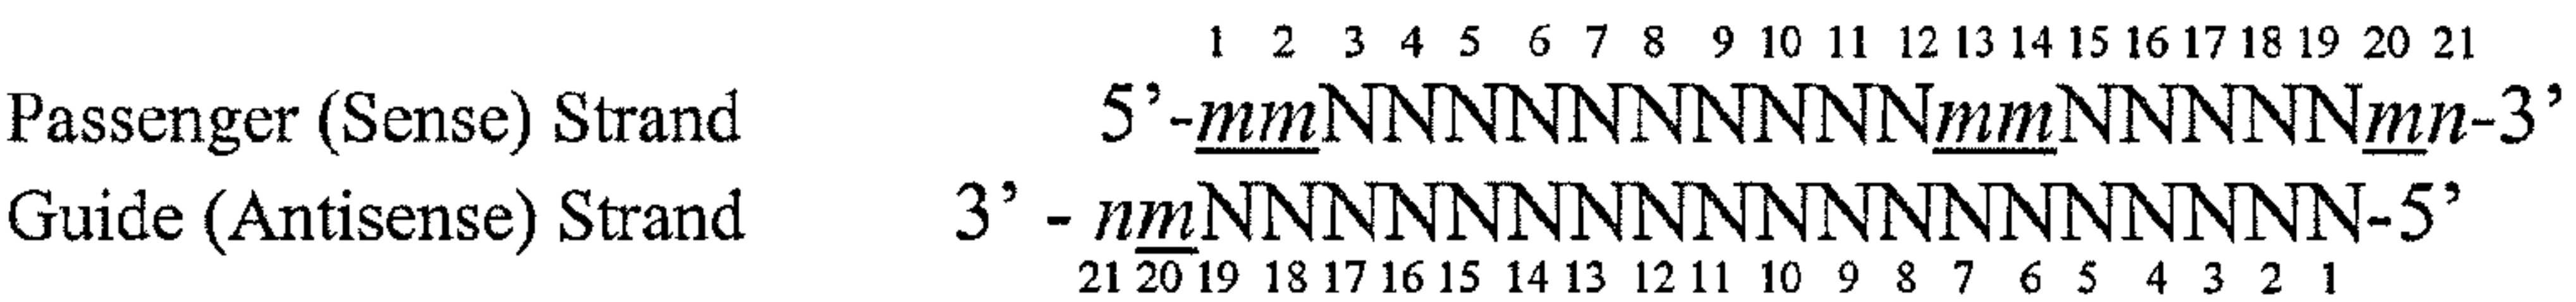 1 2 3 4 5 6 7 8 9 10 11 12 13 14 15 16 17 18 19 20 21
Passenger (Sense) Strand 5’-mmNNNNNNNNNNmmNNNNNmn-3’
Guide (Antisense) Strand 3’ - nmNNNNNNNNNNNNNNNNNNN-5’
21 20 19 18 17 16 15 14 13 12 11 10 9 8 7 6 5 4 3 2 1